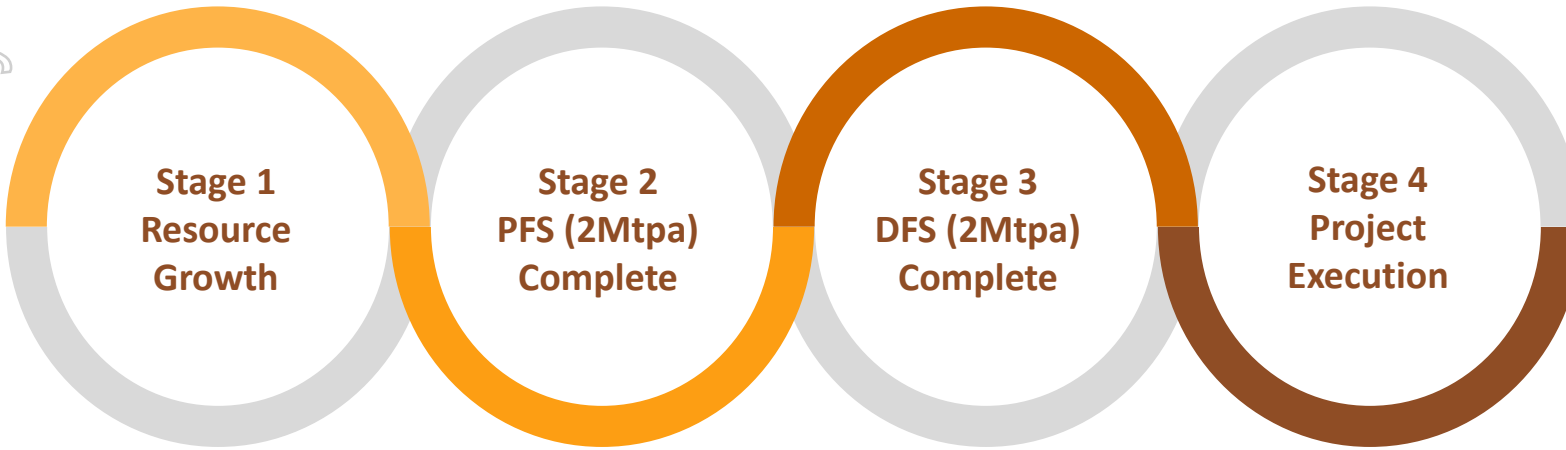 Stage 1
Resource
Growth
Stage 2
PFS (2Mtpa)
Complete
Stage 3
DFS (2Mtpa)
Complete
Stage 4
Project
Execution